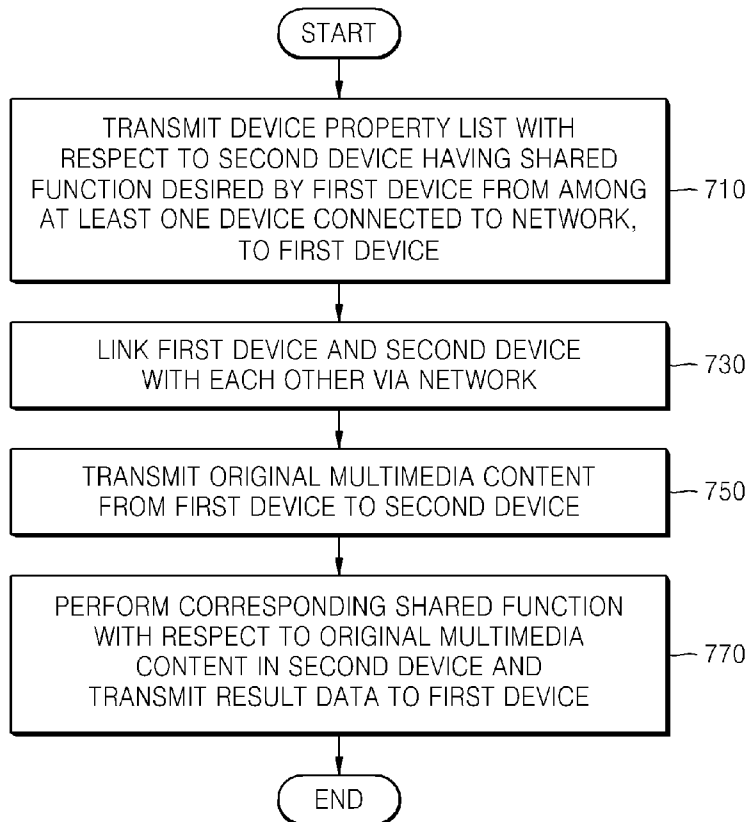 START
TRANSMIT DEVICE PROPERTY LIST WITH
RESPECT TO SECOND DEVICE HAVING SHARED
FUNCTION DESIRED BY FIRST DEVICE FROM AMONG
AT LEAST ONE DEVICE CONNECTED TO NETWORK,
TO FIRST DEVICE
710
LINK FIRST DEVICE AND SECOND DEVICE
WITH EACH OTHER VIA NETWORK
730
TRANSMIT ORIGINAL MULTIMEDIA CONTENT
FROM FIRST DEVICE TO SECOND DEVICE
750
PERFORM CORRESPONDING SHARED FUNCTION
WITH RESPECT TO ORIGINAL MULTIMEDIA
CONTENT IN SECOND DEVICE AND
TRANSMIT RESULT DATA TO FIRST DEVICE
770
END